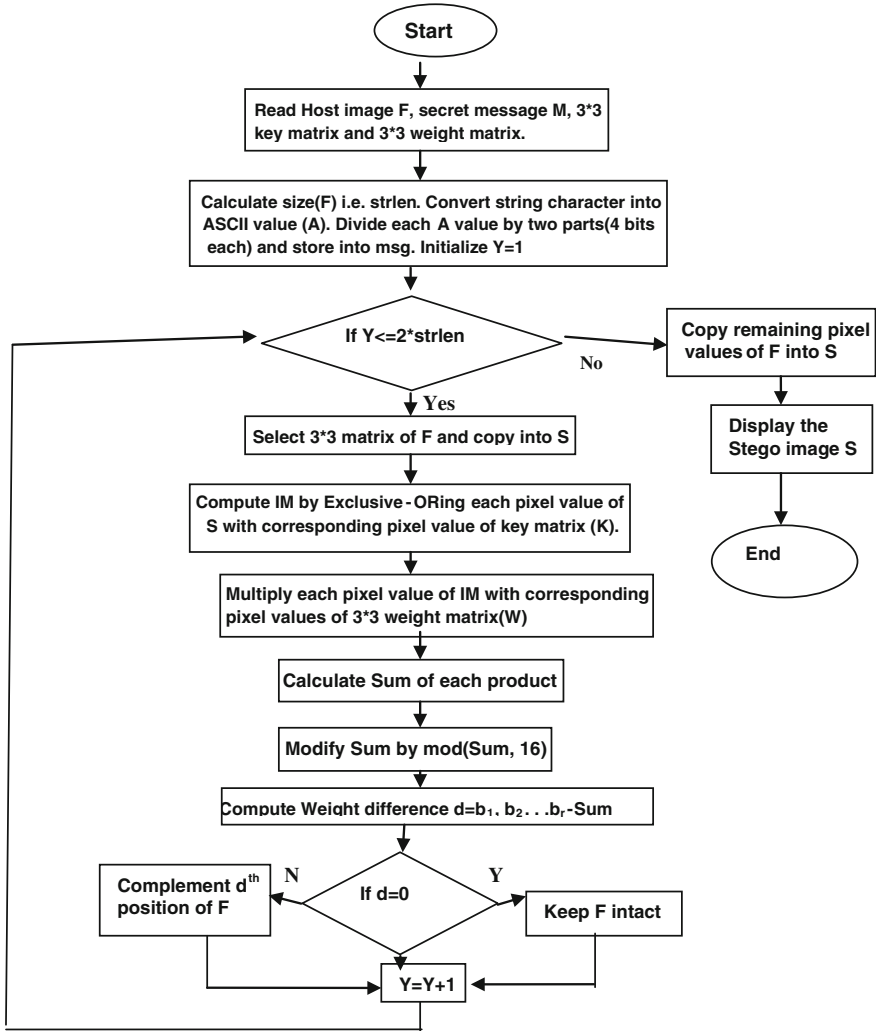 Start
Read Host image F, secret message M, 3*3
key matrix and 3*3 weight matrix.
Calculate size(F) i.e. strlen. Convert string character into
ASCII value (A). Divide each A value by two parts(4 bits
each) and store into msg. Initialize Y=1
If Y<=2*strlen
No
Copy remaining pixel
values of F into S
Display the
Stego image S
End
Yes
Select 3*3 matrix of F and copy into S
Compute IM by Exclusive-ORing each pixel value of
S with corresponding pixel value of key matrix (K).
Multiply each pixel value of IM with corresponding
pixel values of 3*3 weight matrix(W)
Calculate Sum of each product
Modify Sum by mod(Sum, 16)
Compute Weight difference d=b₁, b₂ . . .bᵣ-Sum
If d=0
N
Complement dᵗʰ
position of F
Y
Keep F intact
Y=Y+1